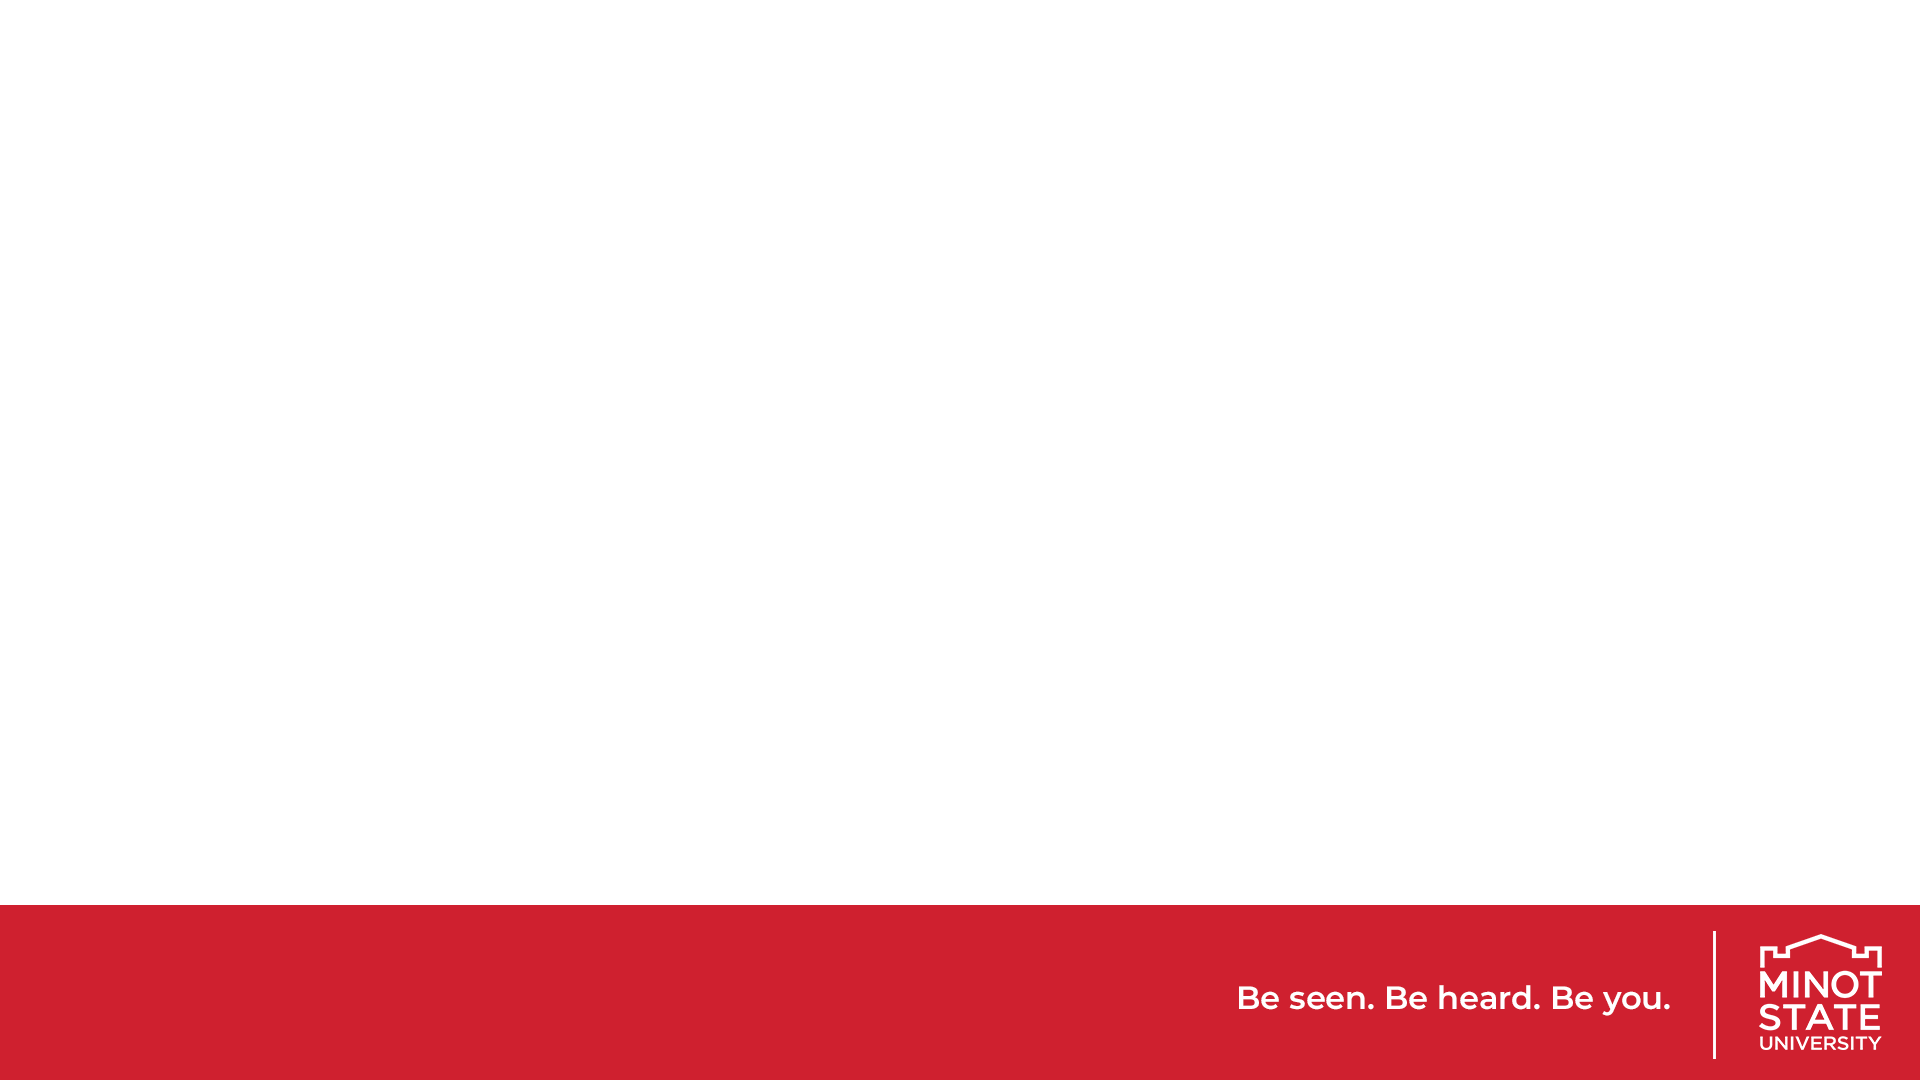 Be seen. Be heard. Be you.
MINOT
STATE
UNIVERSITY